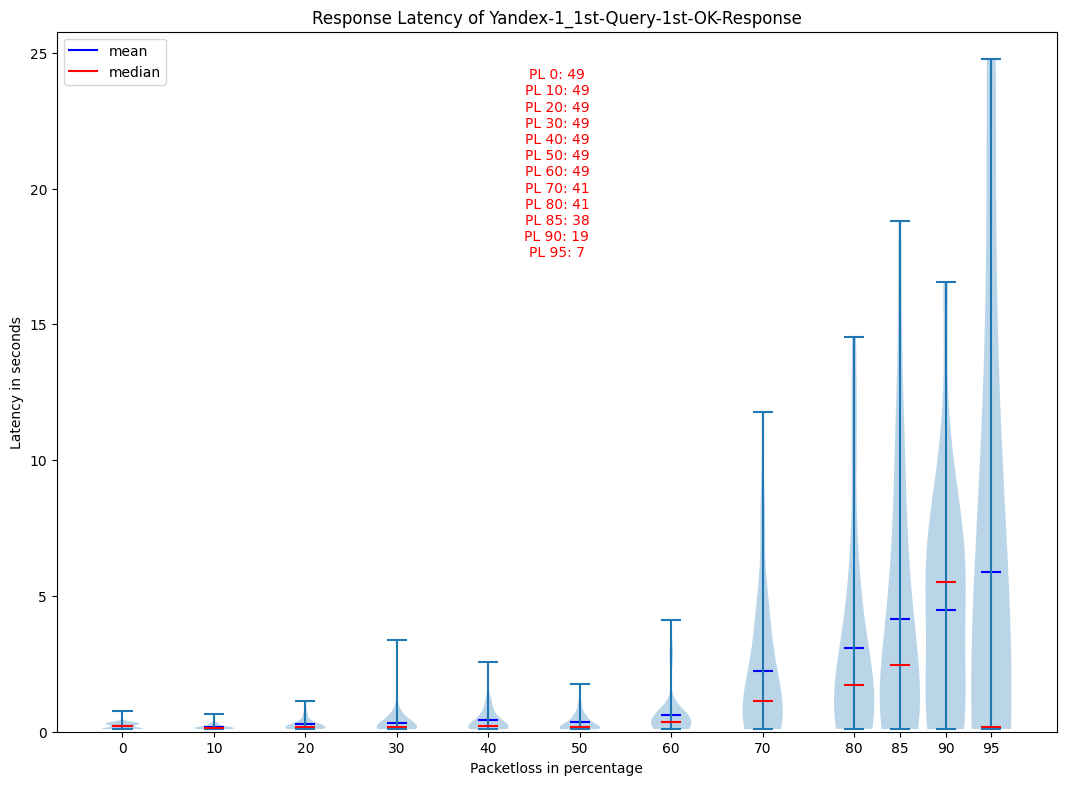 Response Latency of Yandex-1_1st-Query-1st-OK-Response
mean
median
PL 0: 49
PL 10: 49
PL 20: 49
PL 30: 49
PL 40: 49
PL 50: 49
PL 60: 49
PL 70: 41
PL 80: 41
PL 85: 38
PL 90: 19
PL 95: 7
Latency in seconds
25
20
15
10
5
0
0 10 20 30 40 50 60 70 80 85 90 95
Packetloss in percentage